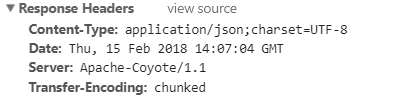 ▼ Response Headers view source
Content-Type: application/json;charset=UTF-8
Date: Thu, 15 Feb 2018 14:07:04 GMT
Server: Apache-Coyote/1.1
Transfer-Encoding: chunked